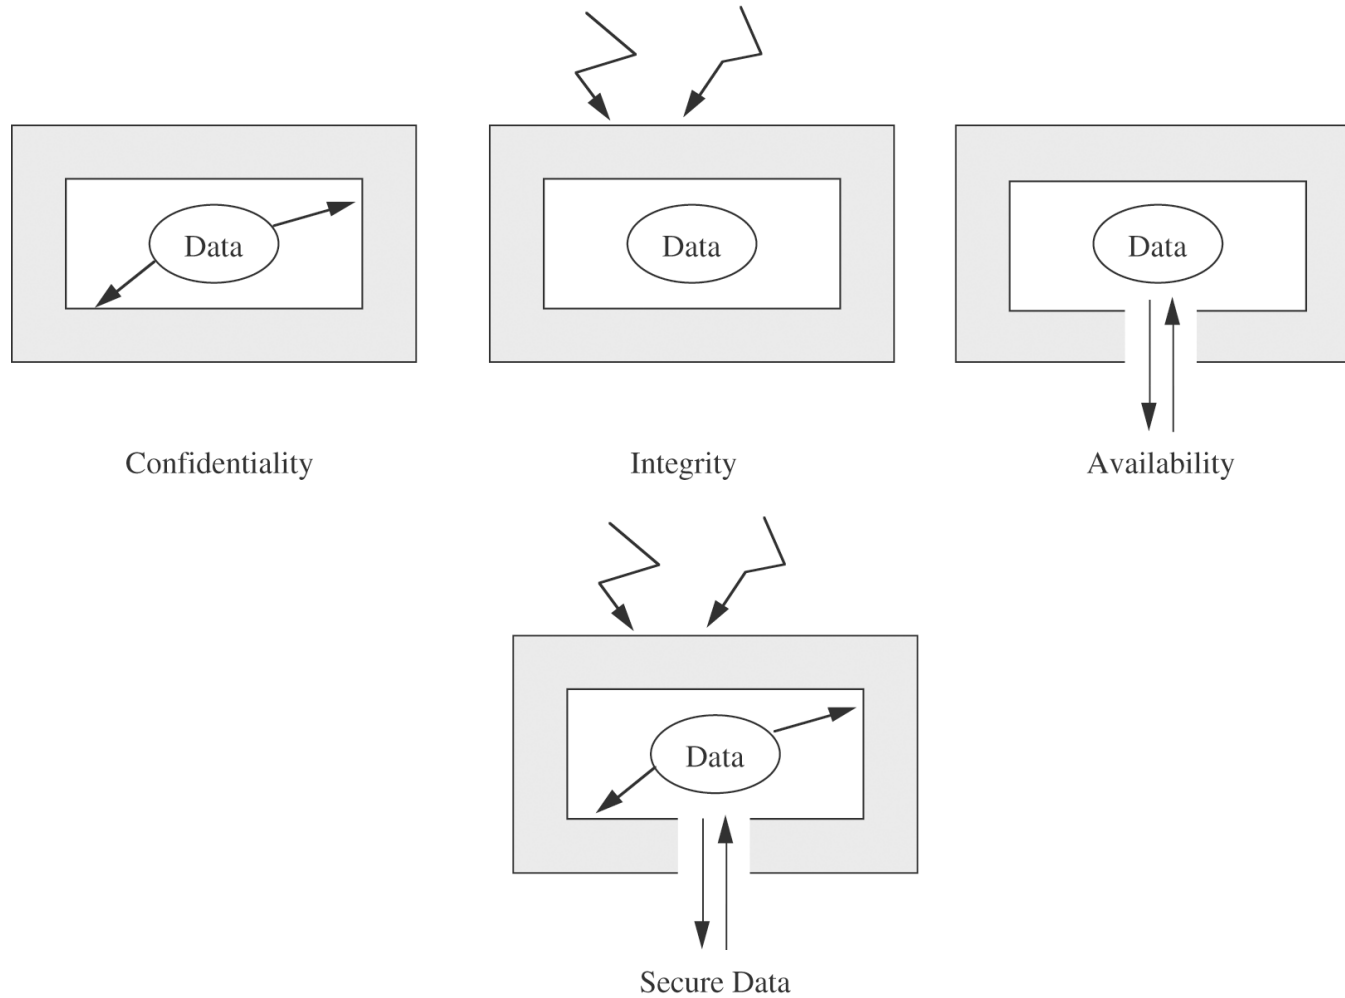 Data
Data
Data
Confidentiality
Integrity
Availability
Data
Secure Data